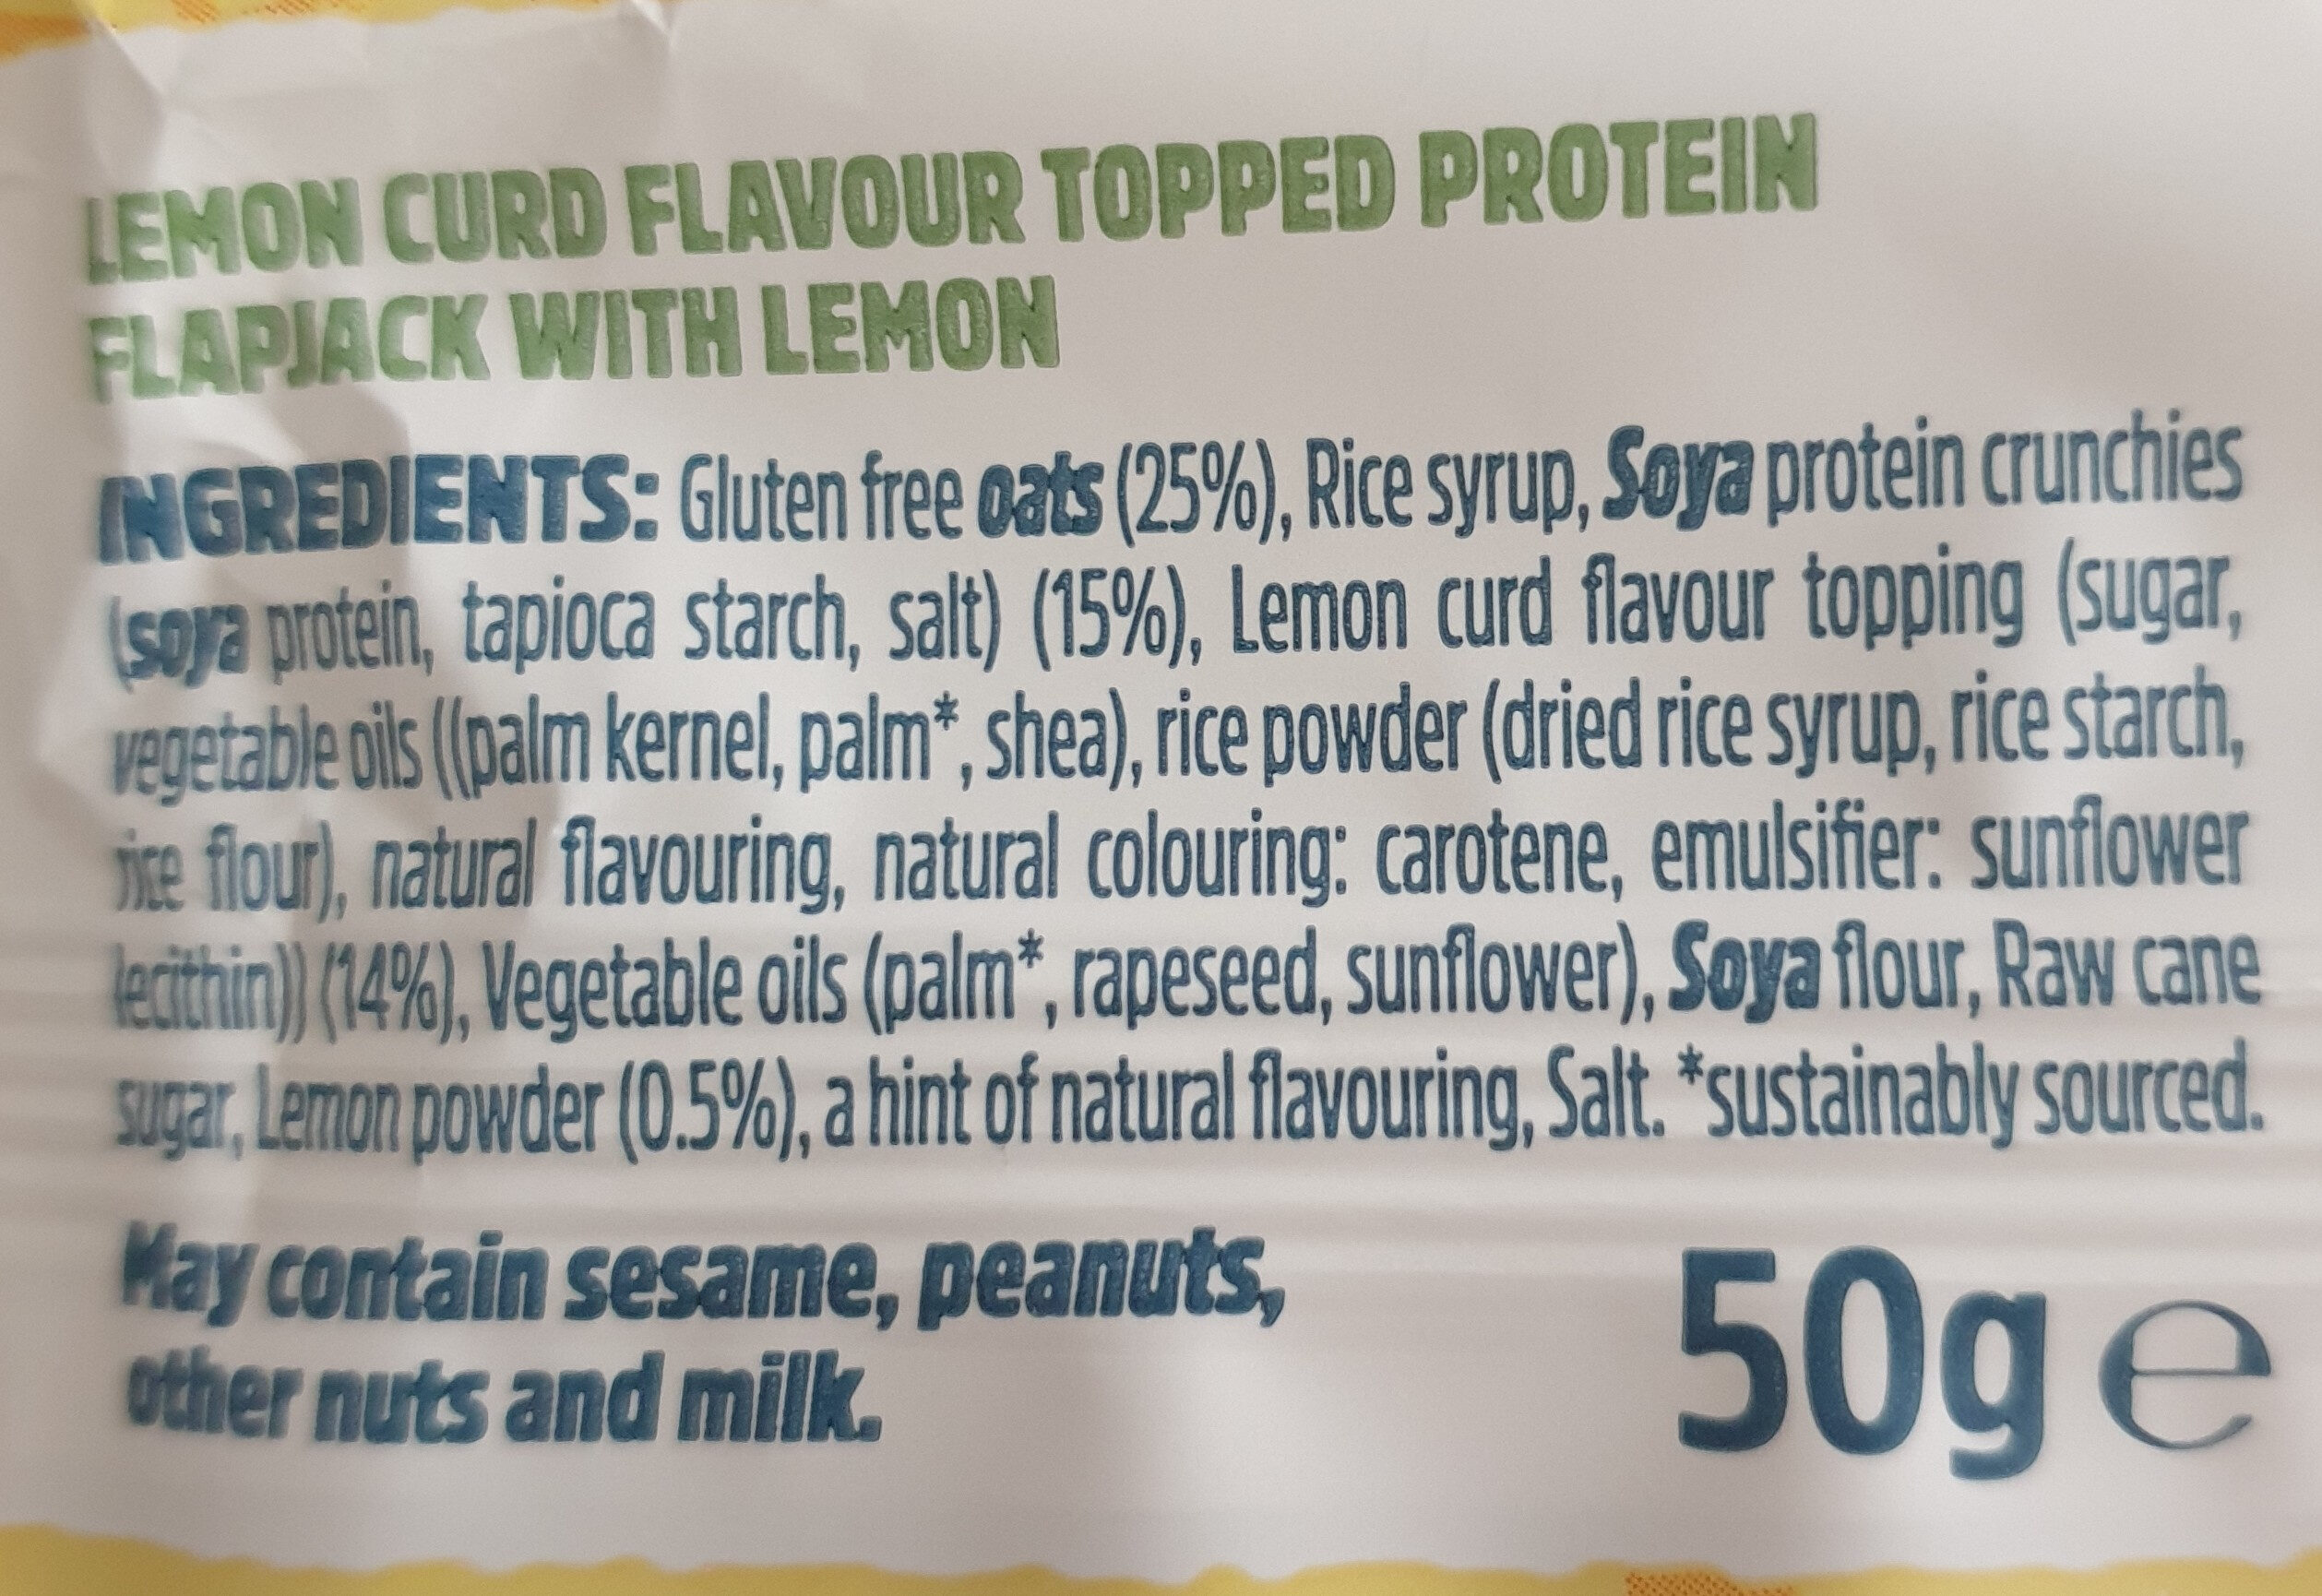 LEMON CURD FLAVOUR TOPPED PROTEIN
FLAPJACK WITH LEMON
INGREDIENTS: Gluten free oats (25%), Rice syrup, Soya protein crunchies
(soya protein, tapioca starch, salt) (15%), Lemon curd flavour topping (sugar,
vegetable oils ((palm kernel, palm*, shea), rice powder (dried rice syrup, rice starch,
rice flour), natural flavouring, natural colouring: carotene, emulsifier: sunflower
lecithin)) (14%), Vegetable oils (palm*, rapeseed, sunflower), Soya flour, Raw cane
sugar, Lemon powder (0.5%), a hint of natural flavouring, Salt. *sustainably sourced.
May contain sesame, peanuts,
other nuts and milk.
50g e